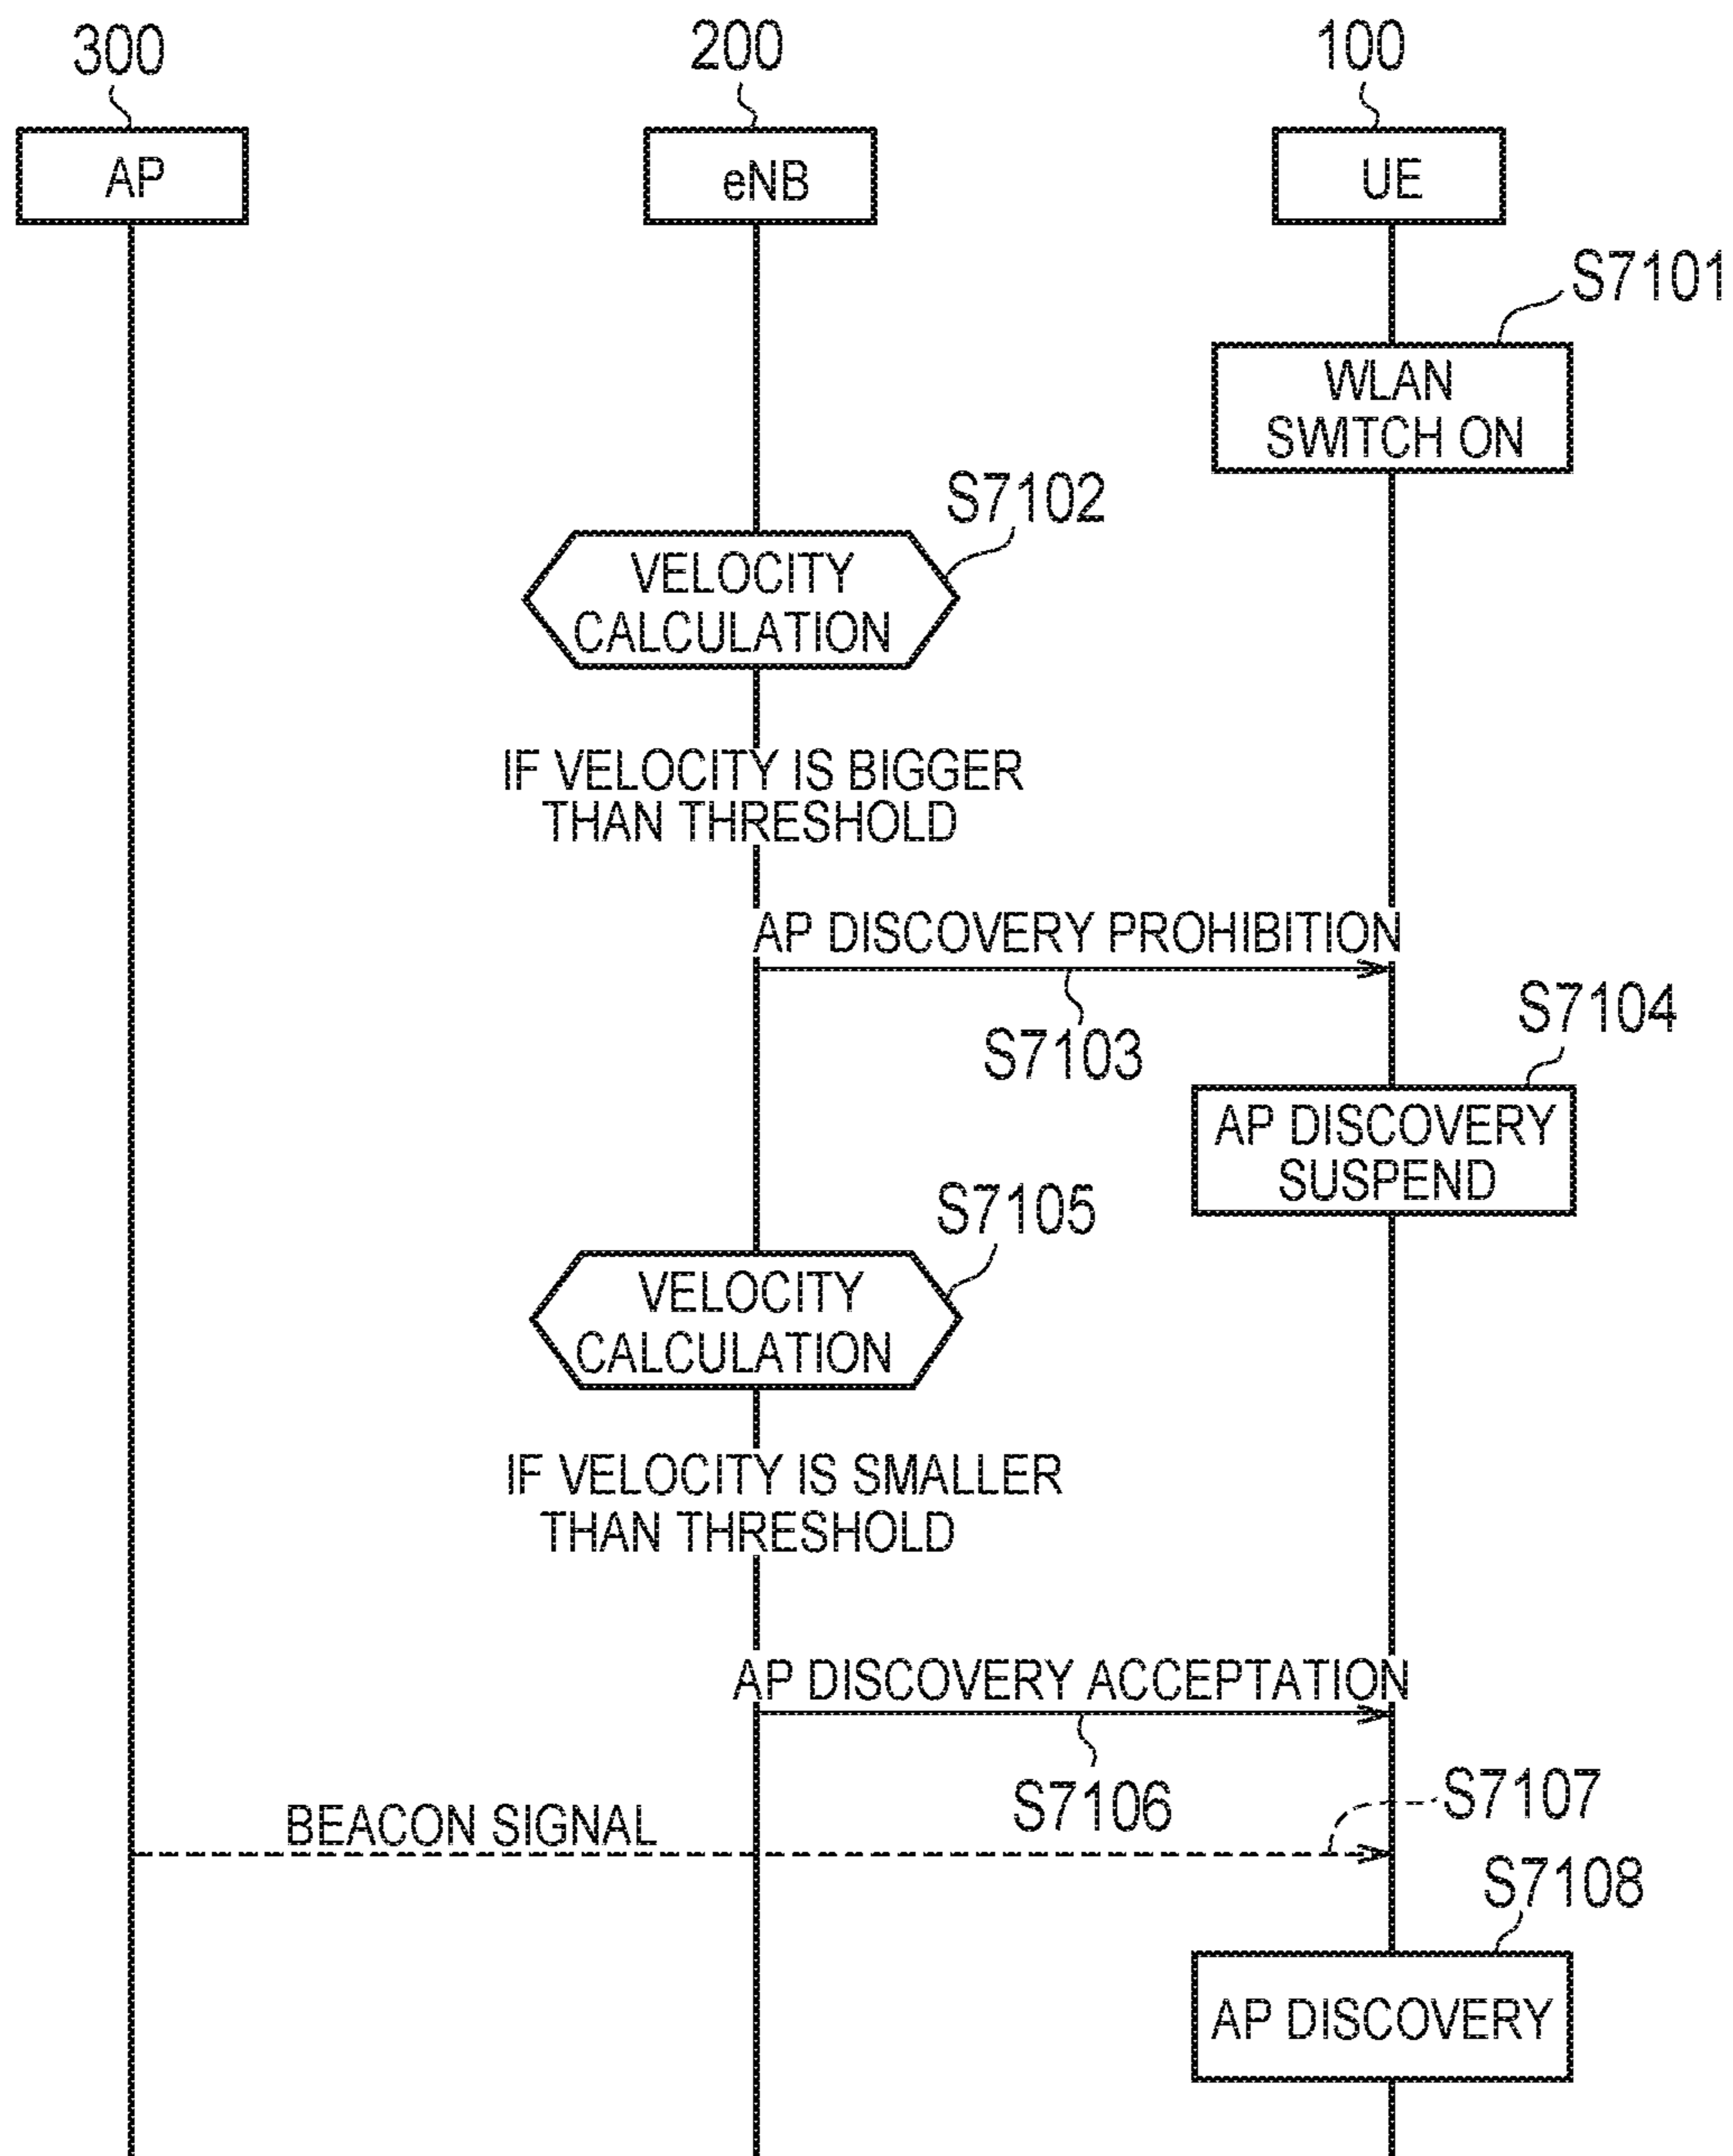 300
200
100
AP
eNB
UE
S7101
WLAN
SWITCH ON
S7102
VELOCITY
CALCULATION
IF VELOCITY IS BIGGER
THAN THRESHOLD
AP DISCOVERY PROHIBITION
S7103
S7104
AP DISCOVERY
SUSPEND
S7105
VELOCITY
CALCULATION
IF VELOCITY IS SMALLER
THAN THRESHOLD
AP DISCOVERY ACCEPTATION
S7106
S7107
BEACON SIGNAL
S7108
AP DISCOVERY